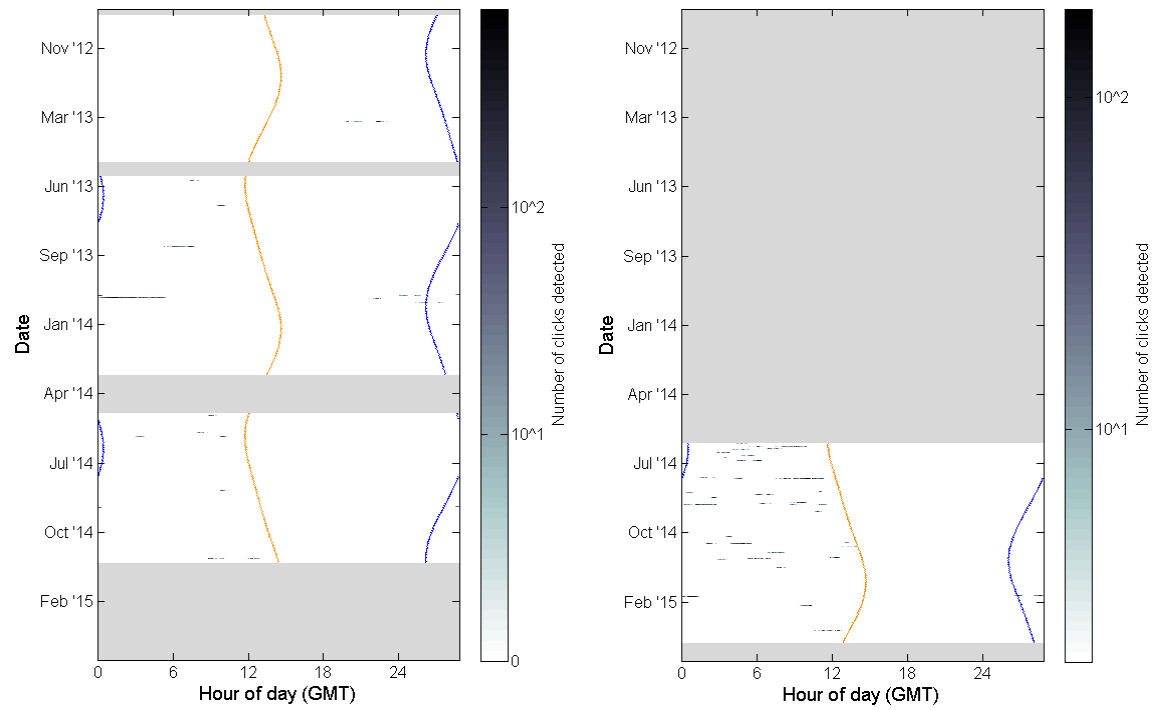 Nov '12
Mar '13
Jun '13
Sep '13
Jan '14
Apr '14
Jul '14
Oct '14
Feb '15
Date
0
6
12
18
24
Hour of day (GMT)
10^2
10^1
0
Number of clicks detected
Nov '12
Mar '13
Jun '13
Sep '13
Jan '14
Apr '14
Jul '14
Oct '14
Feb '15
Date
0
6
12
18
24
Hour of day (GMT)
10^2
10^1
Number of clicks detected